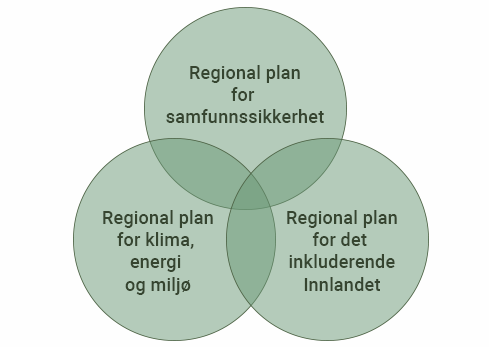 Regional plan
for
samfunnssikkerhet
Regional plan
for klima,
energi
og miljø
Regional plan
for det
inkluderende
Innlandet